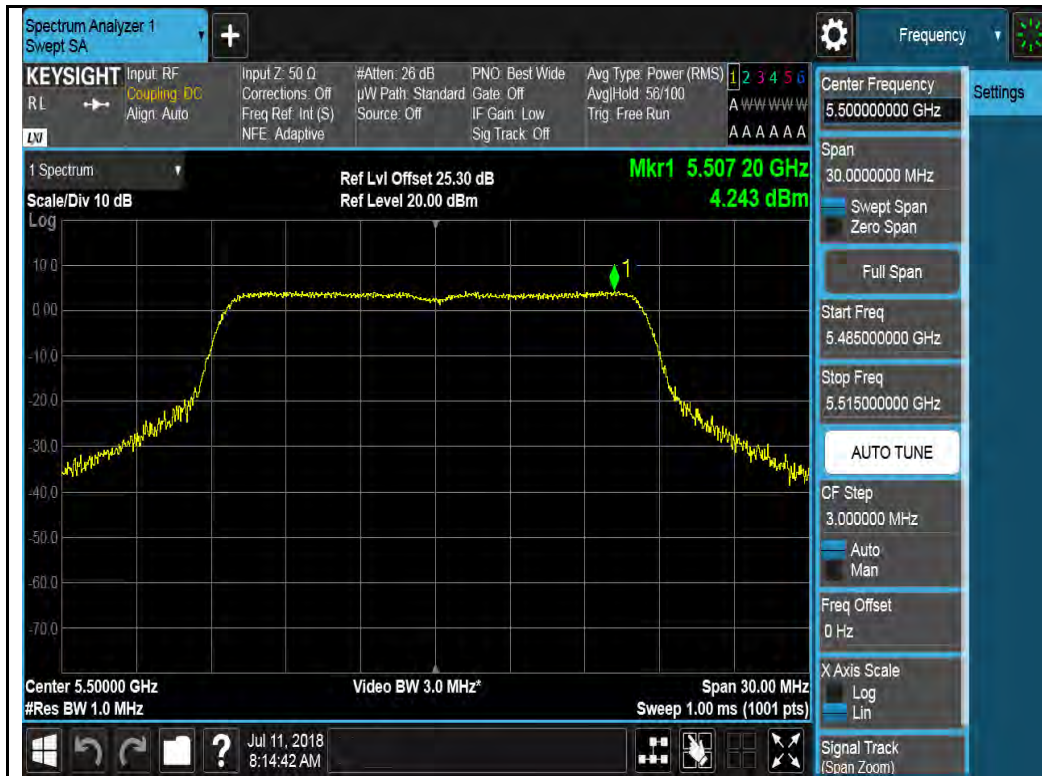 Spectrum Analyzer 1
Swept SA
+
Frequency
KEYSIGHT
RL
LXI
Input: RF
Coupling: DC
Align: Auto
Input Z: 50 Ω
Corrections: Off
Freq Ref: Int (S)
NFE: Adaptive
#Atten: 26 dB
µW Path: Standard
Source: Off
PNO: Best Wide
Gate: Off
IF Gain: Low
Sig Track: Off
Avg Type: Power (RMS)
Avg|Hold: 56/100
Trig: Free Run
1 2 3 4 5 6
A W W W W W
A A A A A A
1 Spectrum
Scale/Div 10 dB
Ref Lvl Offset 25.30 dB
Ref Level 20.00 dBm
Mkr1 5.507 20 GHz
4.243 dBm
Log
10.0
0.00
-10.0
-20.0
-30.0
-40.0
-50.0
-60.0
-70.0
1
Center 5.50000 GHz
#Res BW 1.0 MHz
Video BW 3.0 MHz*
Span 30.00 MHz
Sweep 1.00 ms (1001 pts)
?
Jul 11, 2018
8:14:42 AM
Center Frequency
5.500000000 GHz
Settings
Span
30.0000000 MHz
Swept Span
Zero Span
Full Span
Start Freq
5.485000000 GHz
Stop Freq
5.515000000 GHz
AUTO TUNE
CF Step
3.000000 MHz
Auto
Man
Freq Offset
0 Hz
X Axis Scale
Log
Lin
Signal Track
(Span Zoom)